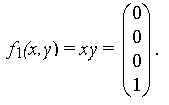 f₁(x,y) = xy = (0
0
0
1).